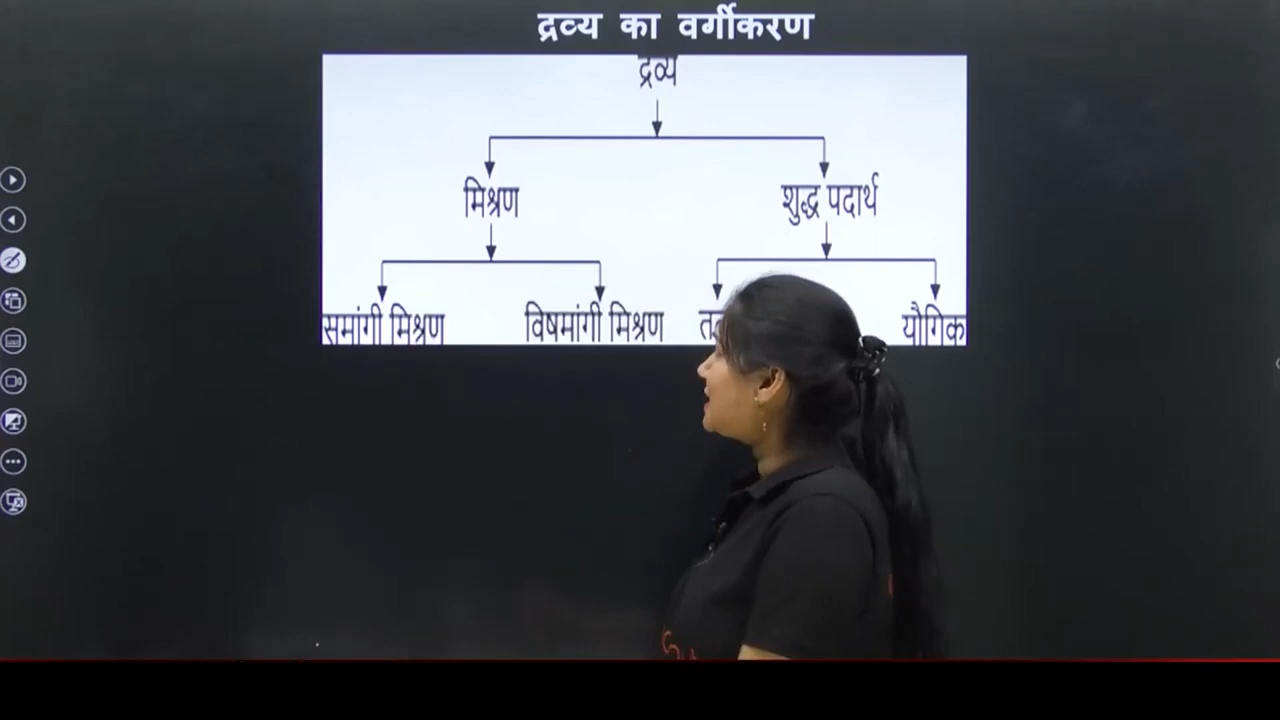 द्रव्य का वर्गीकरण
द्रव्य
मिश्रण शुद्ध पदार्थ
समांगी मिश्रण विषमांगी मिश्रण यौगिक